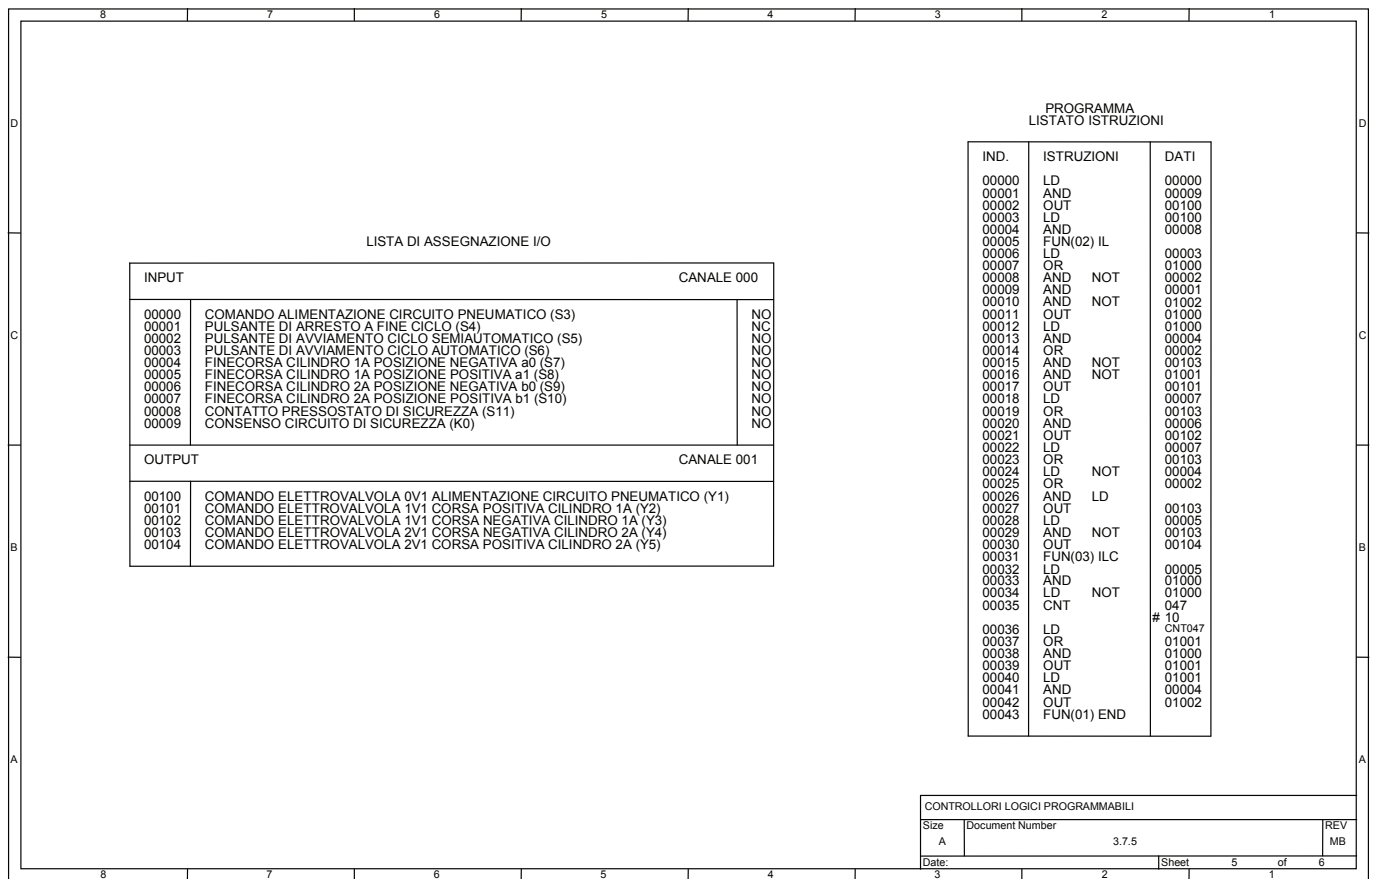 8 7 6 5 4 3 2 1
D D
C C
B B
A A
LISTA DI ASSEGNAZIONE I/O
INPUT CANALE 000
00000 COMANDO ALIMENTAZIONE CIRCUITO PNEUMATICO (S3) NO
00001 PULSANTE DI ARRESTO A FINE CICLO (S4) NC
00002 PULSANTE DI AVVIAMENTO CICLO SEMIAUTOMATICO (S5) NO
00003 PULSANTE DI AVVIAMENTO CICLO AUTOMATICO (S6) NO
00004 FINECORSA CILINDRO 1A POSIZIONE NEGATIVA a0 (S7) NO
00005 FINECORSA CILINDRO 1A POSIZIONE POSITIVA a1 (S8) NO
00006 FINECORSA CILINDRO 2A POSIZIONE NEGATIVA b0 (S9) NO
00007 FINECORSA CILINDRO 2A POSIZIONE POSITIVA b1 (S10) NO
00008 CONTATTO PRESSOSTATO DI SICUREZZA (S11) NO
00009 CONSENSO CIRCUITO DI SICUREZZA (K0) NO
OUTPUT CANALE 001
00100 COMANDO ELETTROVALVOLA 0V1 ALIMENTAZIONE CIRCUITO PNEUMATICO (Y1)
00101 COMANDO ELETTROVALVOLA 1V1 CORSA POSITIVA CILINDRO 1A (Y2)
00102 COMANDO ELETTROVALVOLA 1V1 CORSA NEGATIVA CILINDRO 1A (Y3)
00103 COMANDO ELETTROVALVOLA 2V1 CORSA NEGATIVA CILINDRO 2A (Y4)
00104 COMANDO ELETTROVALVOLA 2V1 CORSA POSITIVA CILINDRO 2A (Y5)
PROGRAMMA
LISTATO ISTRUZIONI
IND. ISTRUZIONI DATI
00000 LD 00000
00001 AND 00009
00002 OUT 00100
00003 LD 00100
00004 AND 00008
00005 FUN(02) IL
00006 LD 00003
00007 OR 01000
00008 AND NOT 00002
00009 AND 00001
00010 AND NOT 01002
00011 OUT 01000
00012 LD 01000
00013 AND 00004
00014 OR 00002
00015 AND NOT 00103
00016 AND NOT 01001
00017 OUT 00101
00018 LD 00007
00019 OR 00103
00020 AND 00006
00021 OUT 00102
00022 LD 00007
00023 OR 00103
00024 LD NOT 00004
00025 OR 00002
00026 AND LD
00027 OUT 00103
00028 LD 00005
00029 AND NOT 00103
00030 OUT 00104
00031 FUN(03) ILC
00032 LD 00005
00033 AND 01000
00034 LD NOT 01000
00035 CNT 047
# 10
00036 LD CNT047
00037 OR 01001
00038 AND 01000
00039 OUT 01001
00040 LD 01001
00041 AND 00004
00042 OUT 01002
00043 FUN(01) END
CONTROLLORI LOGICI PROGRAMMABILI
Size Document Number REV
A 3.7.5 MB
Date: Sheet 5 of 6
8 7 6 5 4 3 2 1